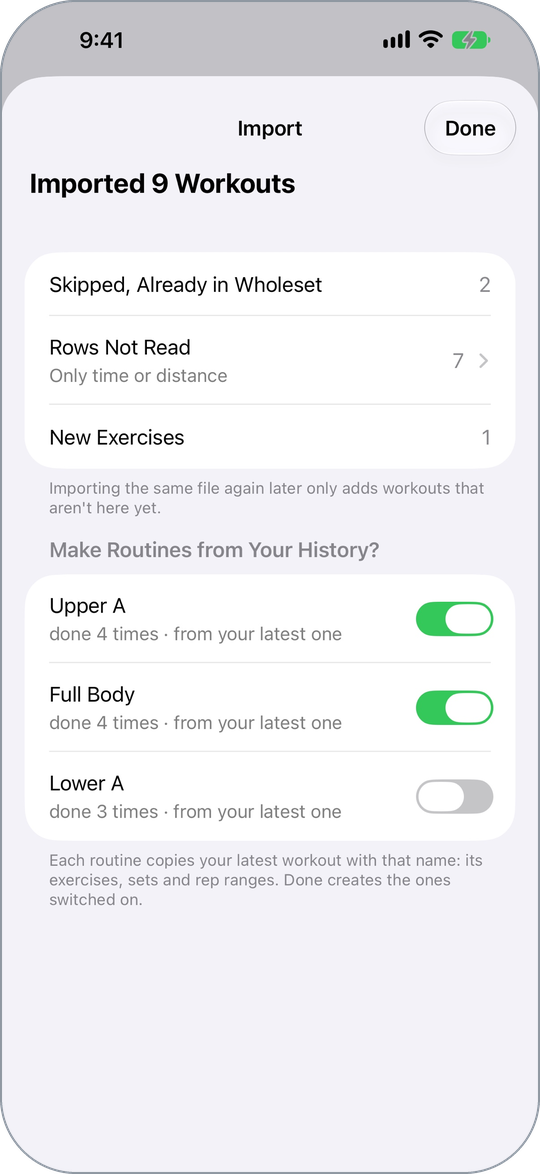 9:41
Import
Done
Imported 9 Workouts
Skipped, Already in Wholeset 2
Rows Not Read 7
Only time or distance
New Exercises 1
Importing the same file again later only adds workouts that
aren't here yet.
Make Routines from Your History?
Upper A
done 4 times · from your latest one
Full Body
done 4 times · from your latest one
Lower A
done 3 times · from your latest one
Each routine copies your latest workout with that name: its
exercises, sets and rep ranges. Done creates the ones
switched on.